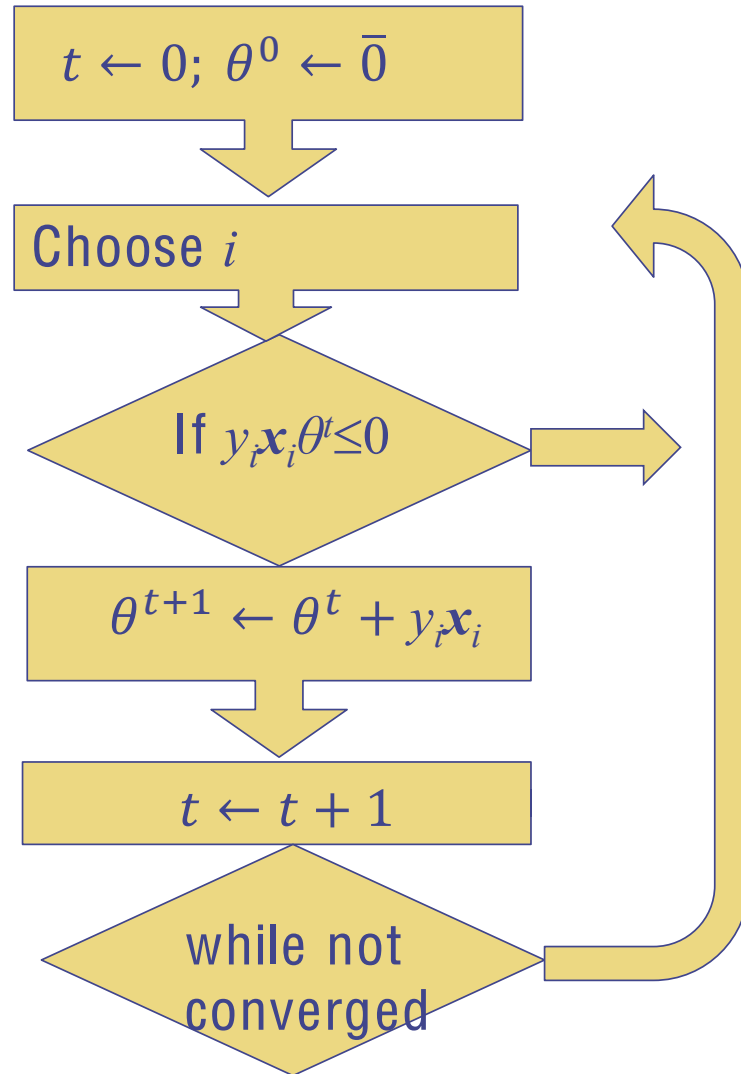 t ← 0; θ⁰ ← 0̅
Choose i
If yᵢxᵢθᵗ≤0
θᵗ⁺¹ ← θᵗ + yᵢxᵢ
t ← t + 1
while not
converged